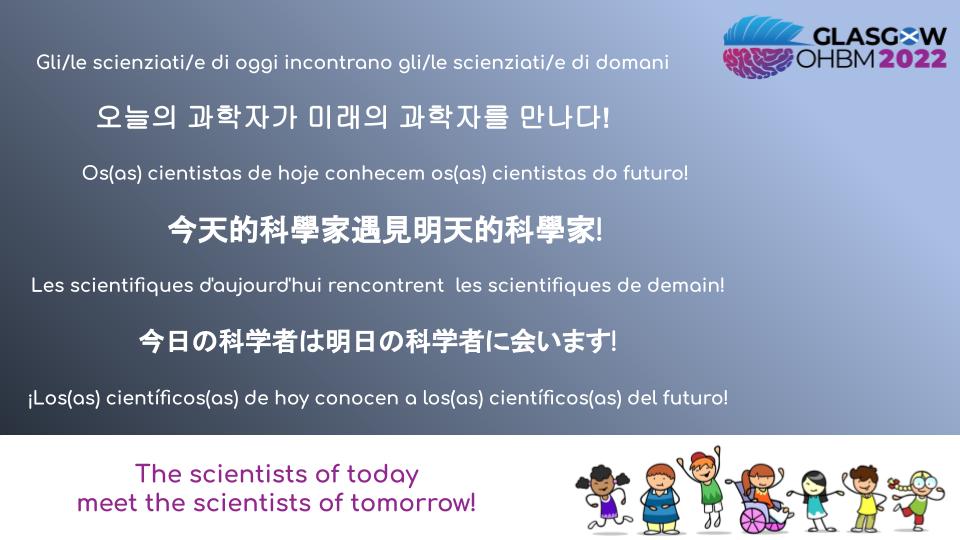 GLASGOW
OHBM 2022
Gli/le scienziati/e di oggi incontrano gli/le scienziati/e di domani
오늘의 과학자가 미래의 과학자를 만나다!
Os(as) cientistas de hoje conhecem os(as) cientistas do futuro!
今天的科學家遇見明天的科學家!
Les scientifiques d'aujourd'hui rencontrent  les scientifiques de demain!
今日の科学者は明日の科学者に会います!
¡Los(as) científicos(as) de hoy conocen a los(as) científicos(as) del futuro!
The scientists of today
meet the scientists of tomorrow!